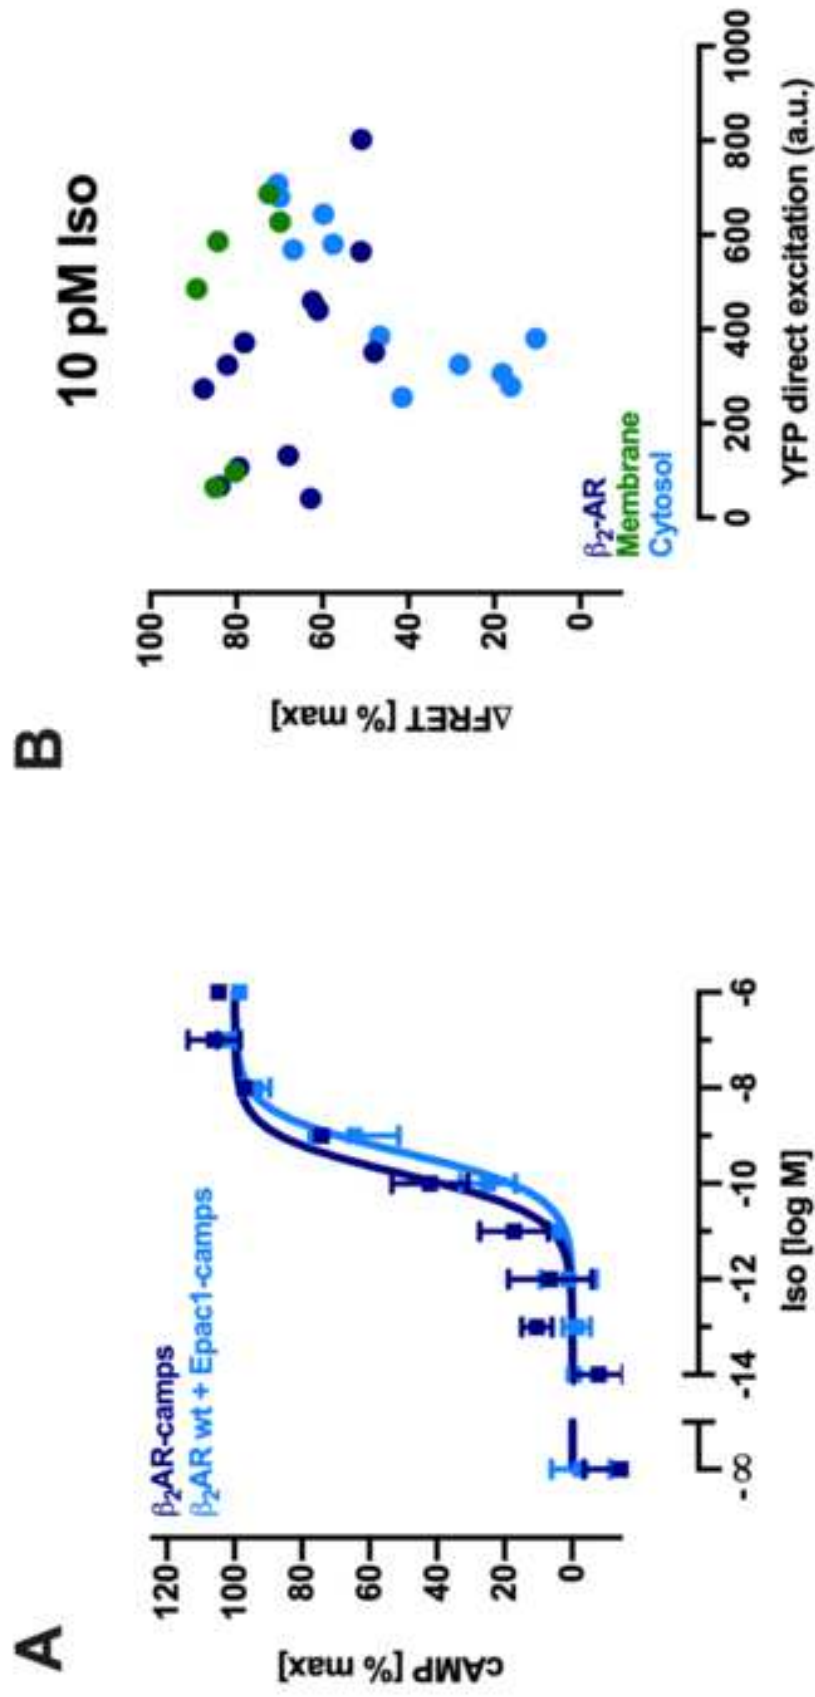 A
β₂AR-camps
β₂AR wt + Epac1-camps
cAMP [% max]
120
100
80
60
40
20
0
-∞
-14
-12
-10
-8
-6
Iso [log M]
B
10 pM Iso
ΔFRET [% max]
100
80
60
40
20
0
β₂-AR
Membrane
Cytosol
0
200
400
600
800
1000
YFP direct excitation (a.u.)